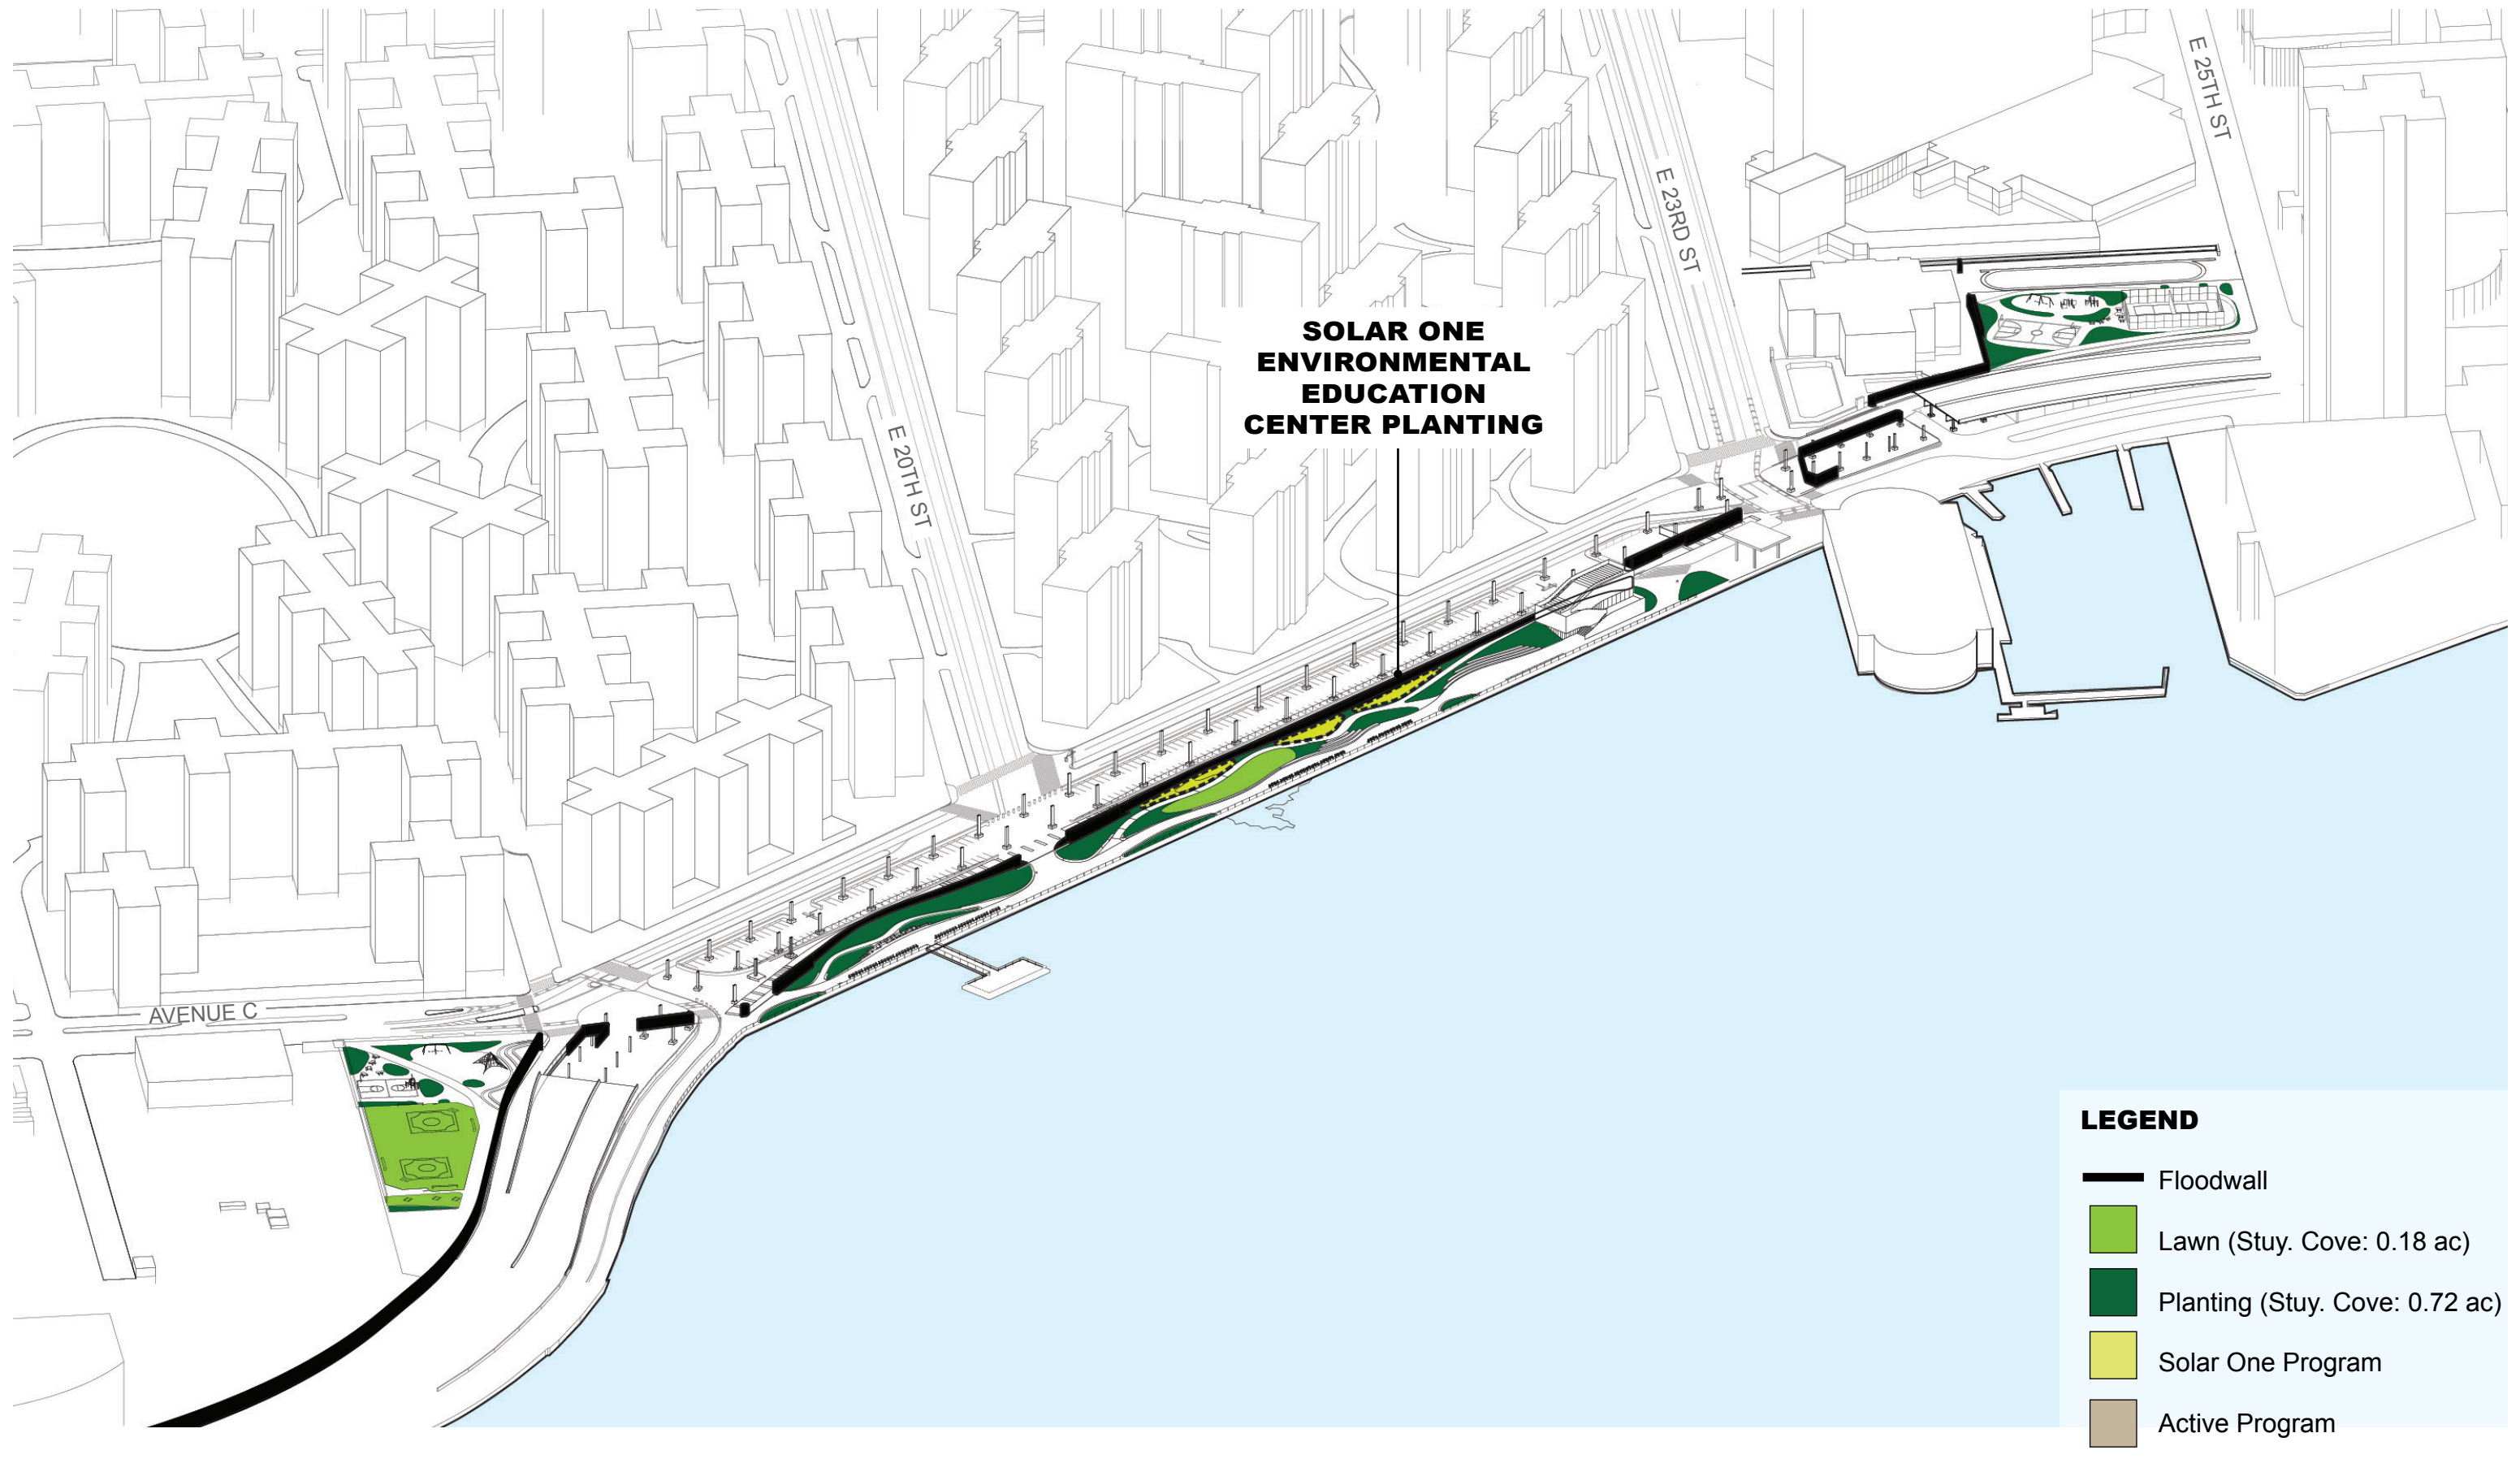 E 25TH ST
E 23RD ST
SOLAR ONE
ENVIRONMENTAL
EDUCATION
CENTER PLANTING
E 20TH ST
AVENUE C
LEGEND
Floodwall
Lawn (Stuy. Cove: 0.18 ac)
Planting (Stuy. Cove: 0.72 ac)
Solar One Program
Active Program